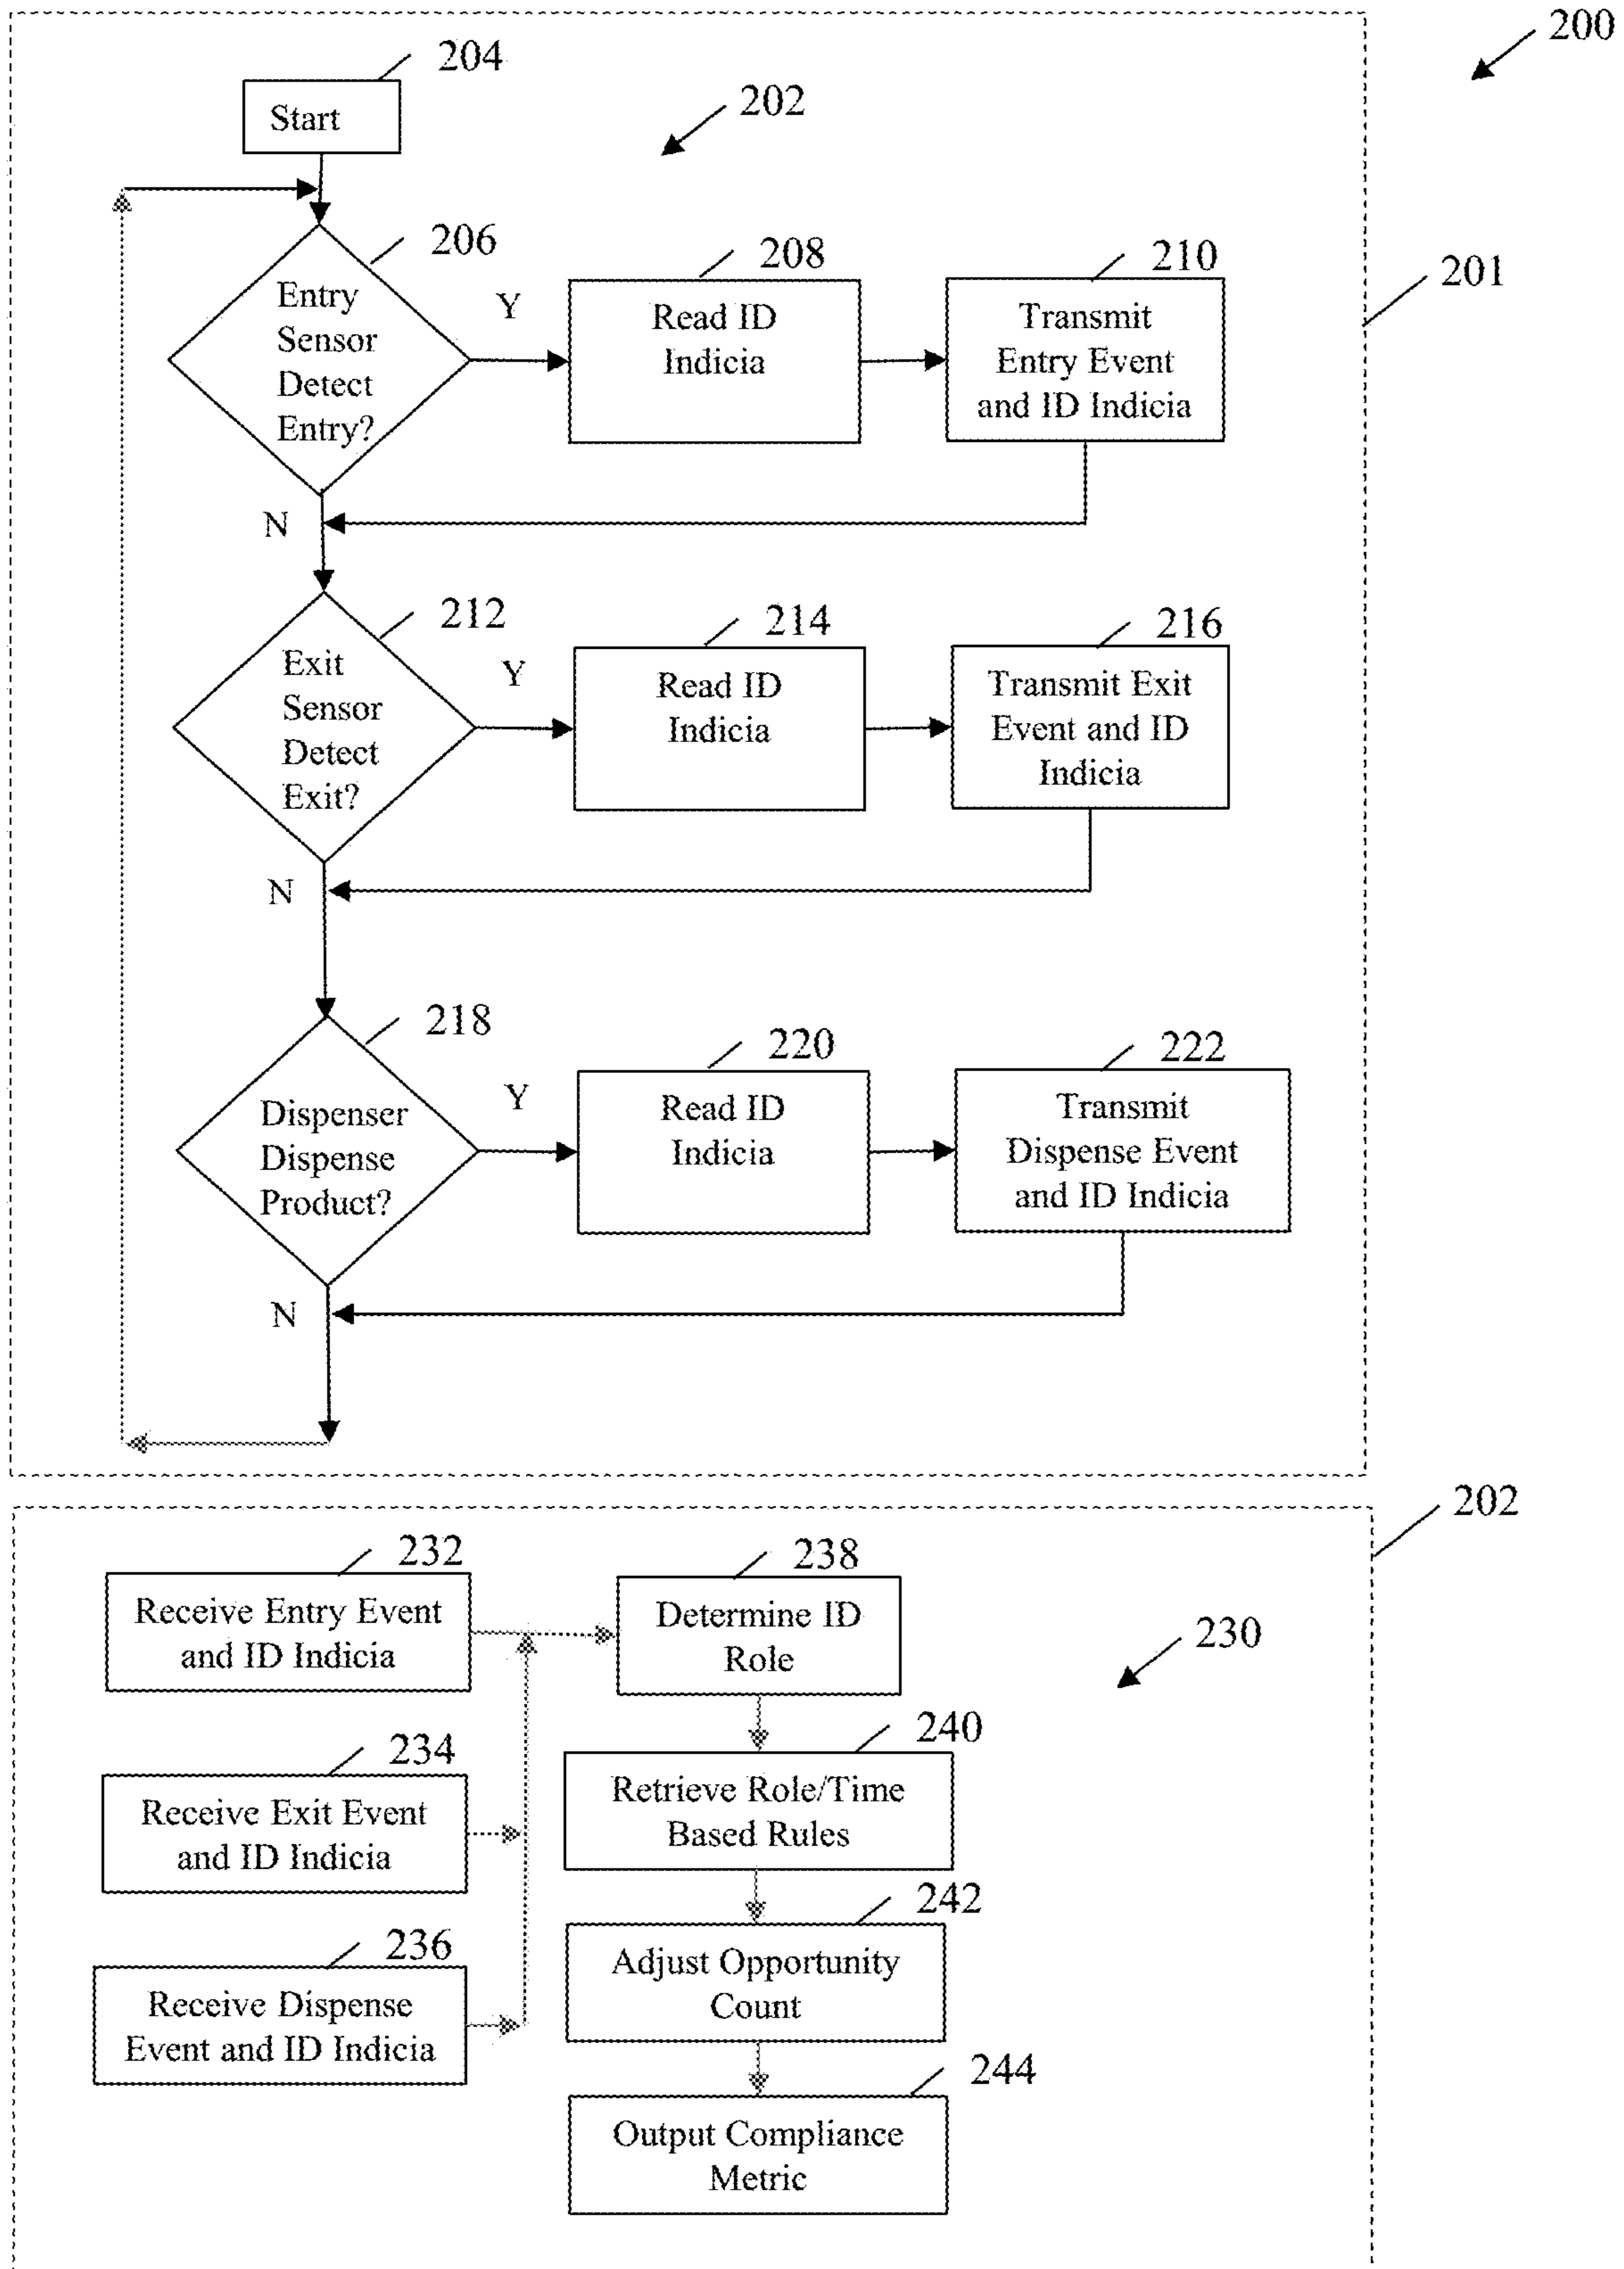 200
204
Start
202
206
Entry
Sensor
Detect
Entry?
Y
208
Read ID
Indicia
210
Transmit
Entry Event
and ID Indicia
201
N
212
Exit
Sensor
Detect
Exit?
Y
214
Read ID
Indicia
216
Transmit Exit
Event and ID
Indicia
N
218
Dispenser
Dispense
Product?
Y
220
Read ID
Indicia
222
Transmit
Dispense Event
and ID Indicia
N
202
232
Receive Entry Event
and ID Indicia
238
Determine ID
Role
230
234
Receive Exit Event
and ID Indicia
240
Retrieve Role/Time
Based Rules
236
Receive Dispense
Event and ID Indicia
242
Adjust Opportunity
Count
244
Output Compliance
Metric